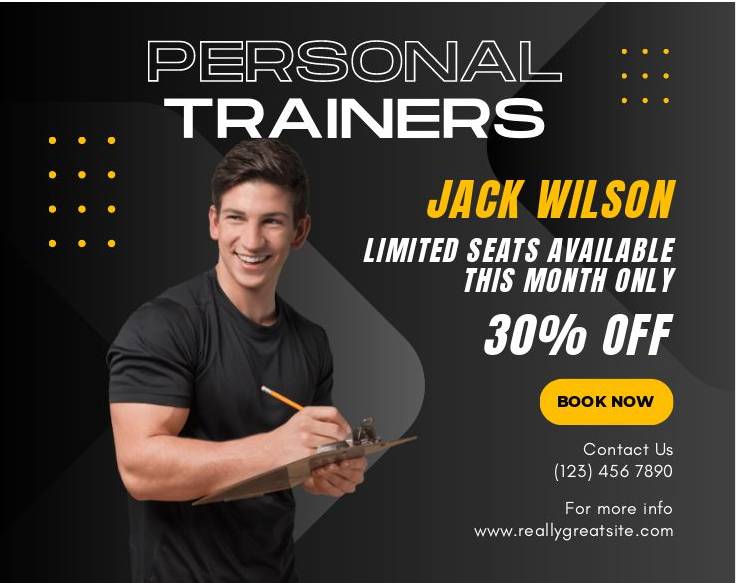 PERSONAL
TRAINERS
JACK WILSON
LIMITED SEATS AVAILABLE
THIS MONTH ONLY
30% OFF
BOOK NOW
Contact Us
(123) 456 7890
For more info
www.reallygreatsite.com